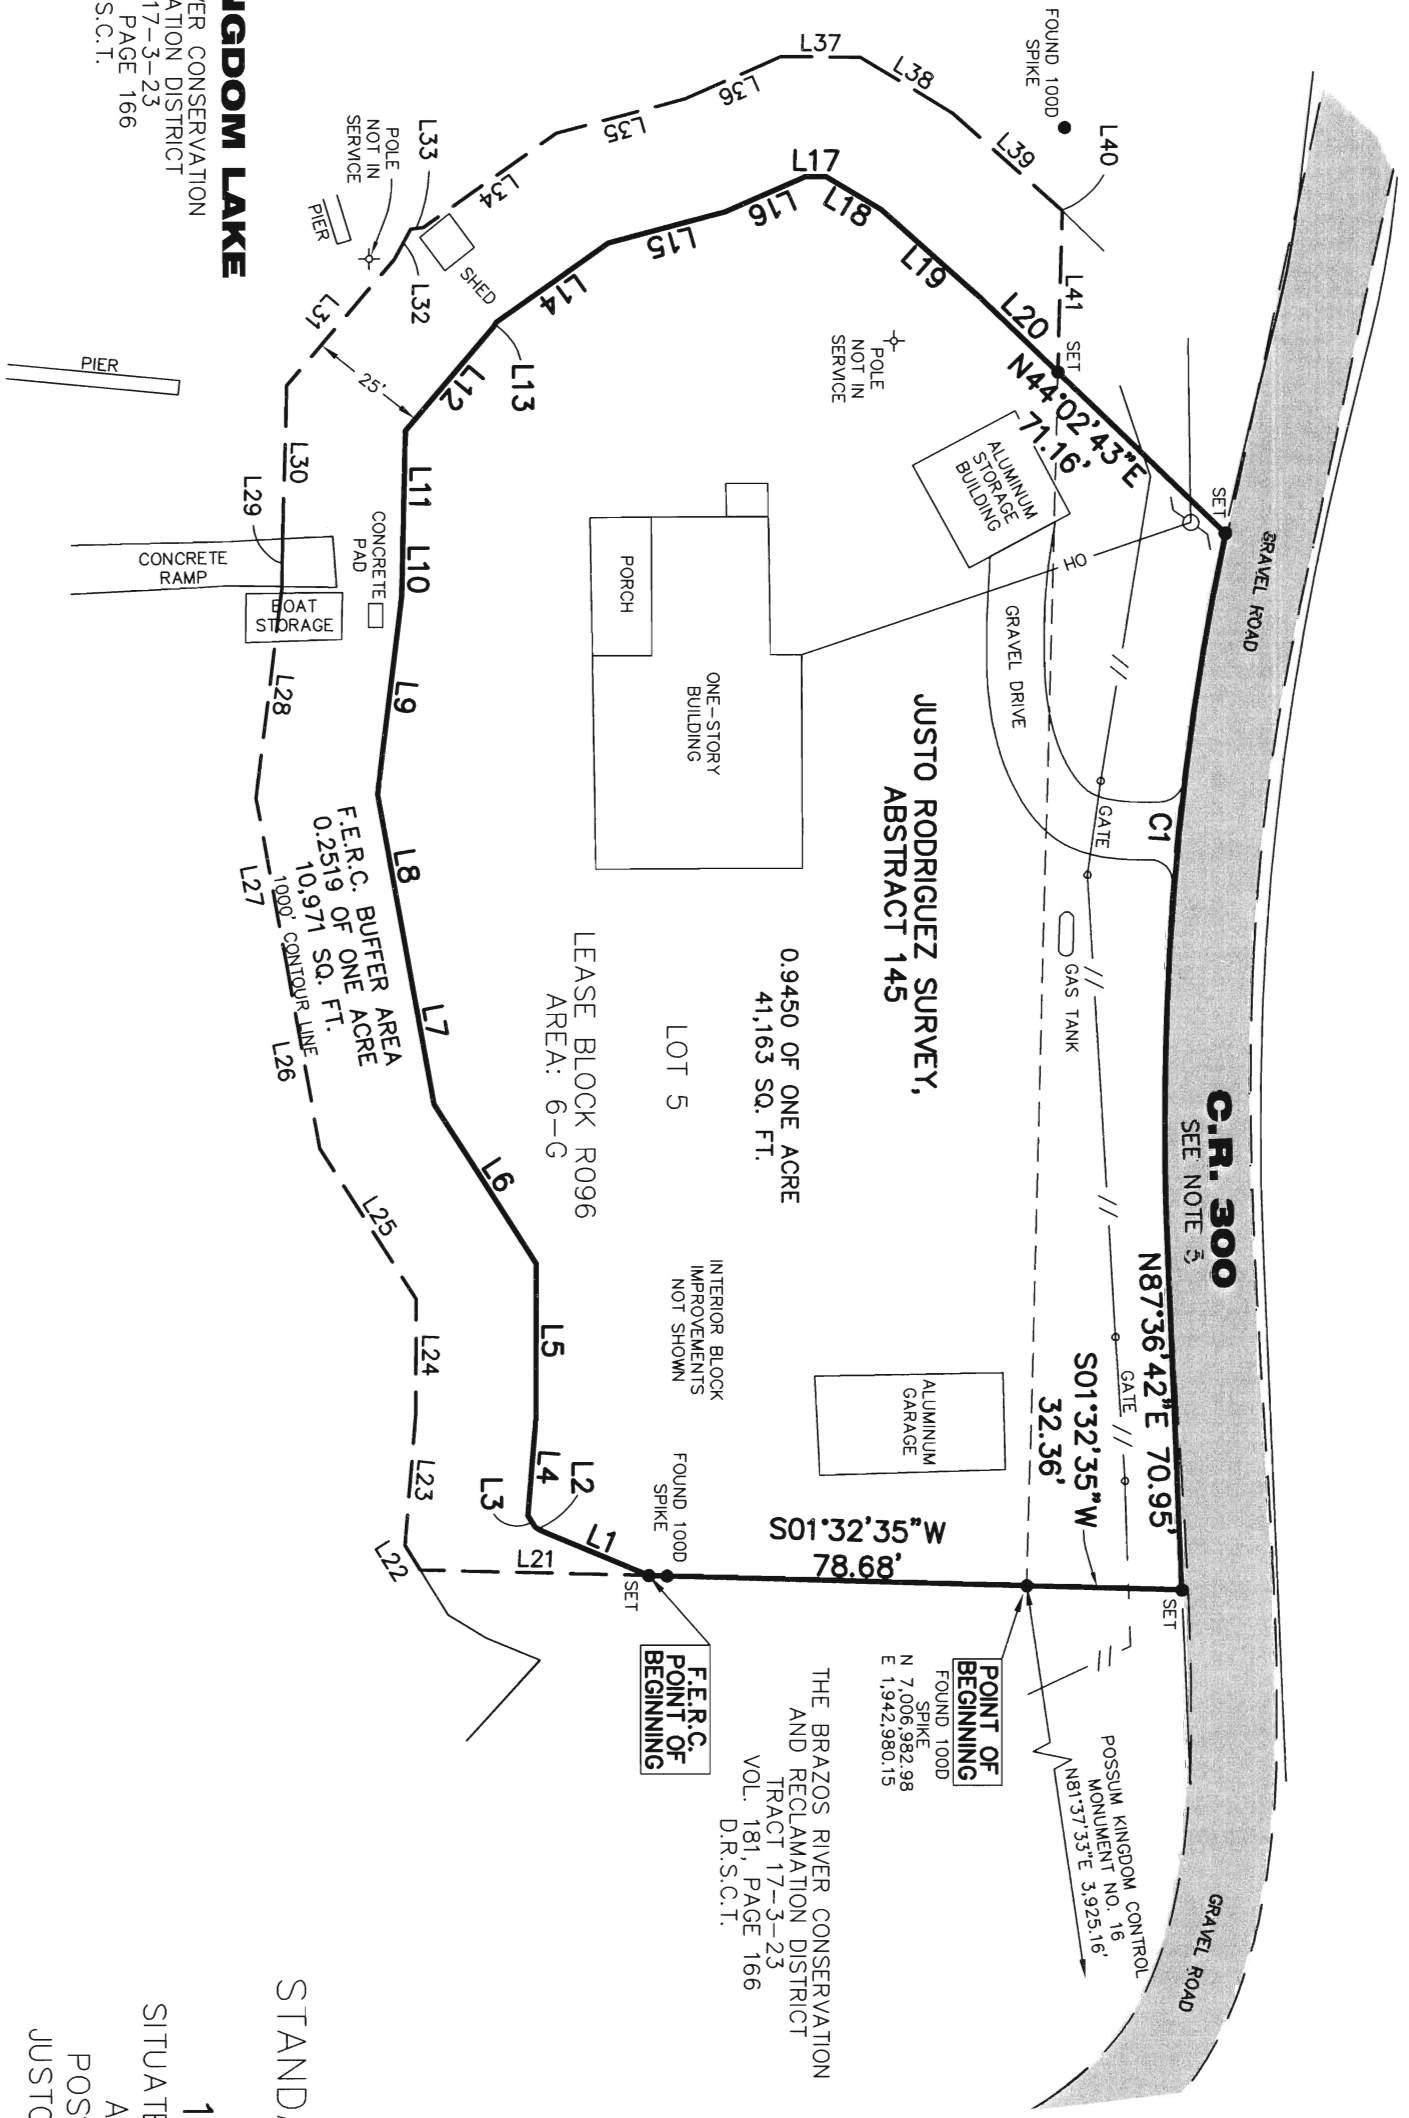 NGDOM LAKE
VER CONSERVATION
ATION DISTRICT
17-3-23
PAGE 166
S.C.T.
FOUND 100D
SPIKE
L40
L37
L38
L39
L36
L35
L34
L33
L32
L31
L41
SET
POLE
NOT IN
SERVICE
PIER
SHED
PIER
25'
L17
L18
L19
L20
L16
L15
L14
L13
L12
L11
L10
L9
L8
L7
L6
L5
L4
L3
L2
L1
N44°02'43"E
71.16'
SET
POLE
NOT IN
SERVICE
ALUMINUM
STORAGE
BUILDING
OH
GRAVEL ROAD
GRAVEL DRIVE
GATE
C1
GAS TANK
PORCH
ONE-STORY
BUILDING
CONCRETE
PAD
CONCRETE
RAMP
BOAT
STORAGE
L30
L29
L28
L27
L26
L25
L24
L23
L22
L21
1000' CONTOUR LINE
F.E.R.C. BUFFER AREA
0.2519 OF ONE ACRE
10,971 SQ. FT.
JUSTO RODRIGUEZ SURVEY,
ABSTRACT 145
0.9450 OF ONE ACRE
41,163 SQ. FT.
LOT 5
LEASE BLOCK R096
AREA: 6-G
INTERIOR BLOCK
IMPROVEMENTS
NOT SHOWN
C.R. 300
SEE NOTE 5
N87°36'42"E 70.95'
S01°32'35"W
32.36'
GATE
ALUMINUM
GARAGE
FOUND 100D
SPIKE
S01°32'35"W
78.68'
SET
SET
F.E.R.C.
POINT OF
BEGINNING
POINT OF
BEGINNING
FOUND 100D
SPIKE
N 7,006,982.98
E 1,942,980.15
POSSUM KINGDOM CONTROL
MONUMENT NO. 16
N81°37'33"E 3,925.16'
THE BRAZOS RIVER CONSERVATION
AND RECLAMATION DISTRICT
TRACT 17-3-23
VOL. 181, PAGE 166
D.R.S.C.T.
GRAVEL ROAD
STANDA
1
SITUATE
A
POS
JUSTO